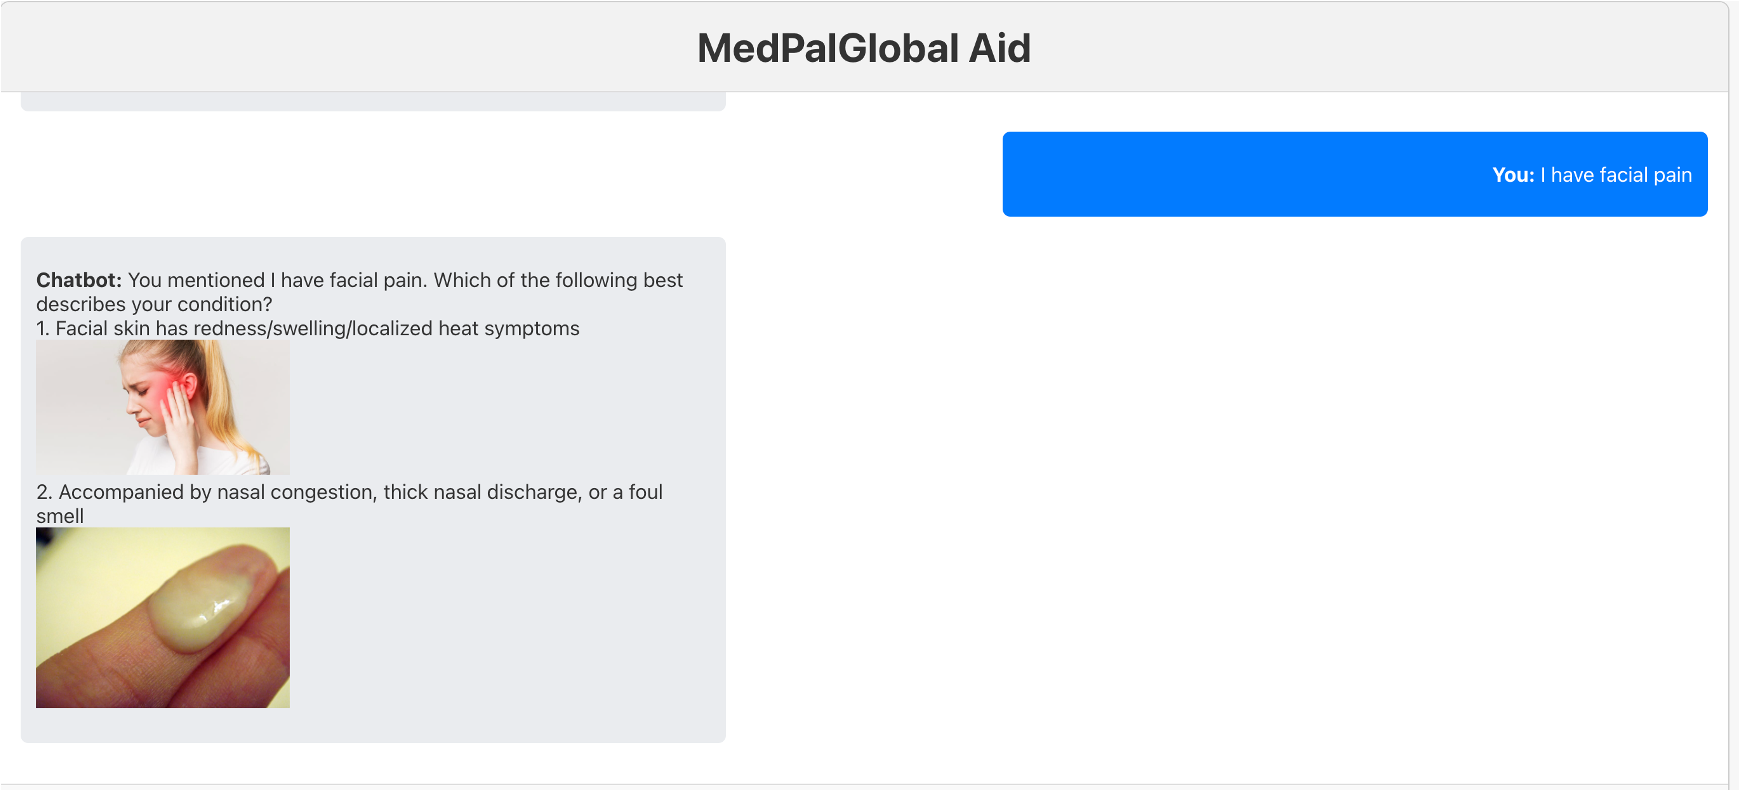 MedPalGlobal Aid
You: I have facial pain
Chatbot: You mentioned I have facial pain. Which of the following best
describes your condition?
1. Facial skin has redness/swelling/localized heat symptoms
2. Accompanied by nasal congestion, thick nasal discharge, or a foul
smell